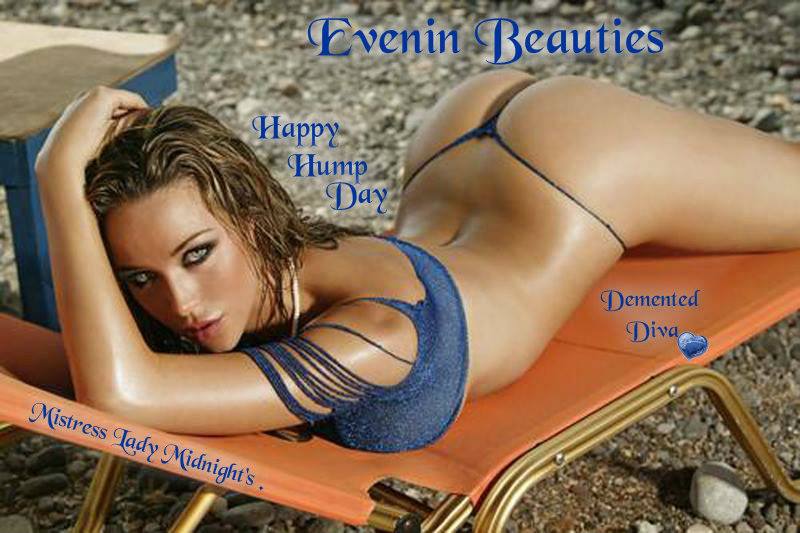 Evenin Beauties
Happy
Hump
Day
Demented
Diva
Mistress Lady Midnight's .